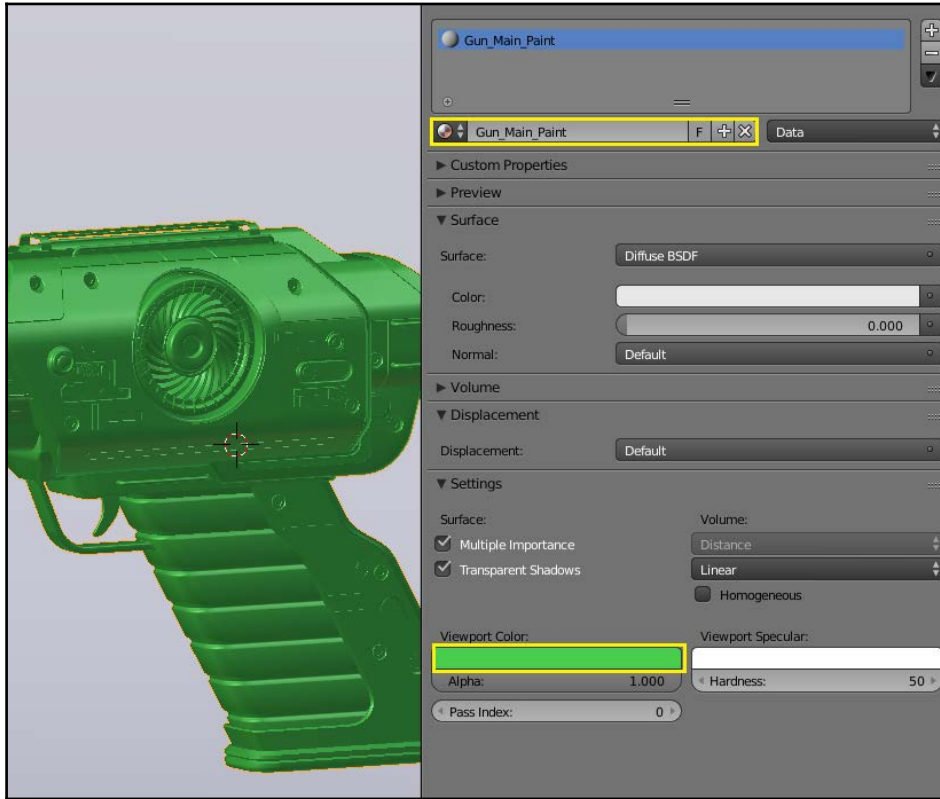 Gun_Main_Paint
Gun_Main_Paint F Data
Custom Properties
Preview
Surface
Surface: Diffuse BSDF
Color:
Roughness: 0.000
Normal: Default
Volume
Displacement
Displacement: Default
Settings
Surface: Volume:
Multiple Importance Distance
Transparent Shadows Linear
Homogeneous
Viewport Color: Viewport Specular:
Alpha: 1.000 Hardness: 50
Pass Index: 0